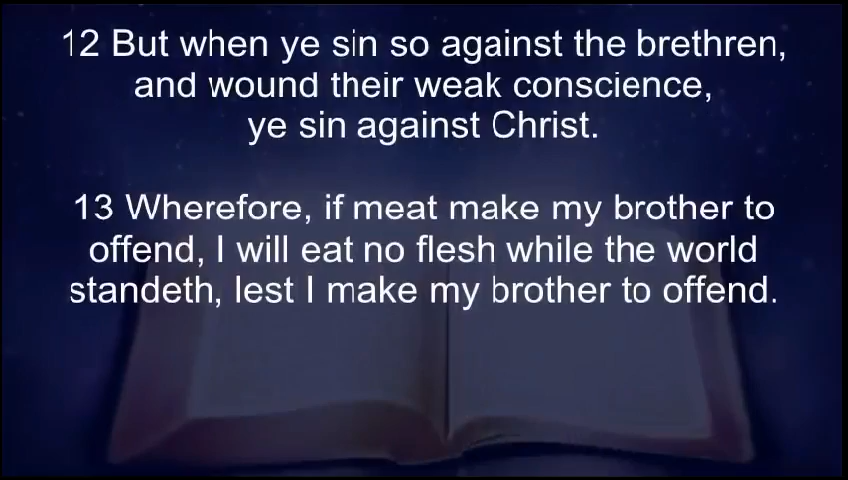 12 But when ye sin so against the brethren,
and wound their weak conscience,
ye sin against Christ.
13 Wherefore, if meat make my brother to
offend, I will eat no flesh while the world
standeth, lest I make my brother to offend.